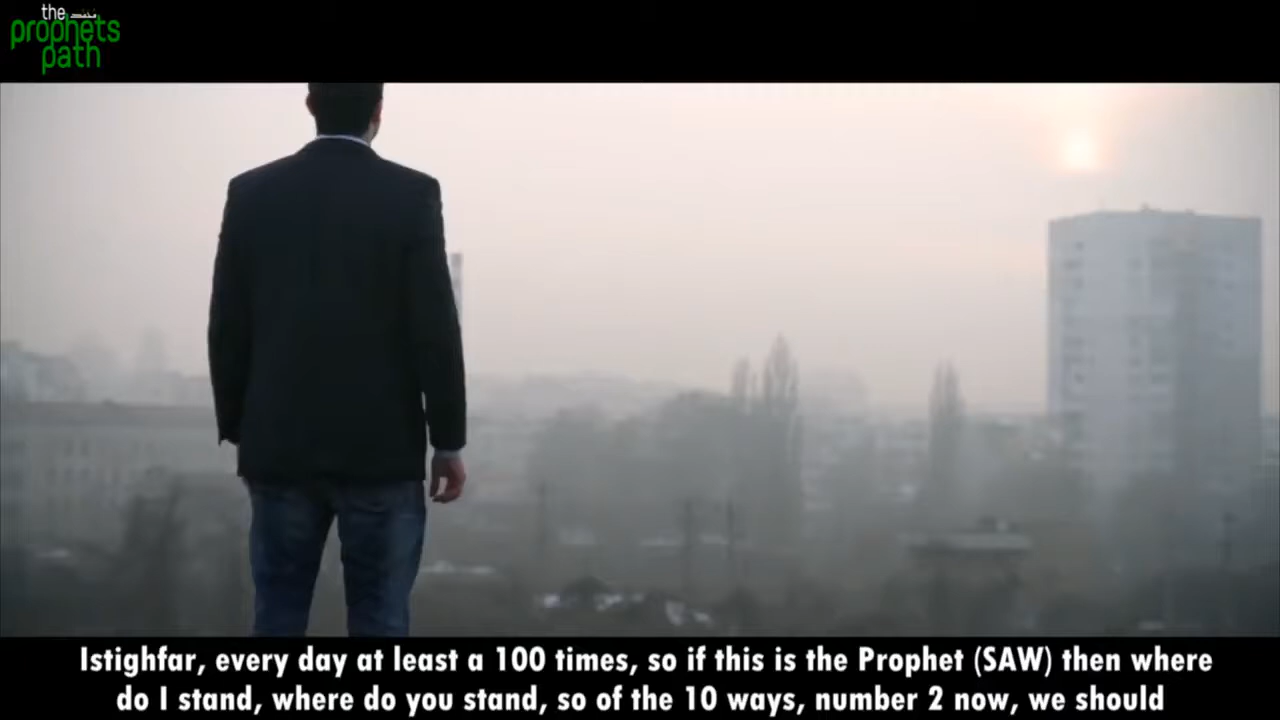 the محمد
prophets
path
Istighfar, every day at least a 100 times, so if this is the Prophet (SAW) then where
do I stand, where do you stand, so of the 10 ways, number 2 now, we should